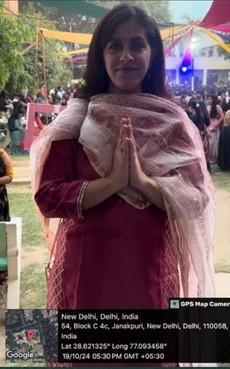 GPS Map Camera
New Delhi, Delhi, India
54, Block C 4c, Janakpuri, New Delhi, Delhi, 110058,
India
Lat 28.621325° Long 77.093458°
19/10/24 05:30 PM GMT +05:30
Google